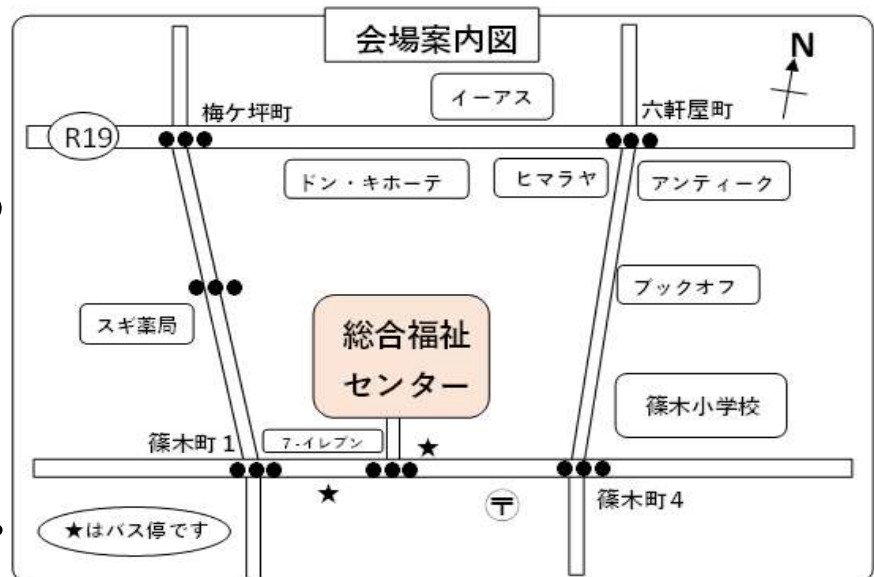 会場案内図
N
イーアス
梅ケ坪町
六軒屋町
R19
ドン・キホーテ
ヒマラヤ
アンティーク
ブックオフ
スギ薬局
総合福祉
センター
篠木小学校
篠木町1
7-イレブン
★
★
〒
篠木町4
★はバス停です